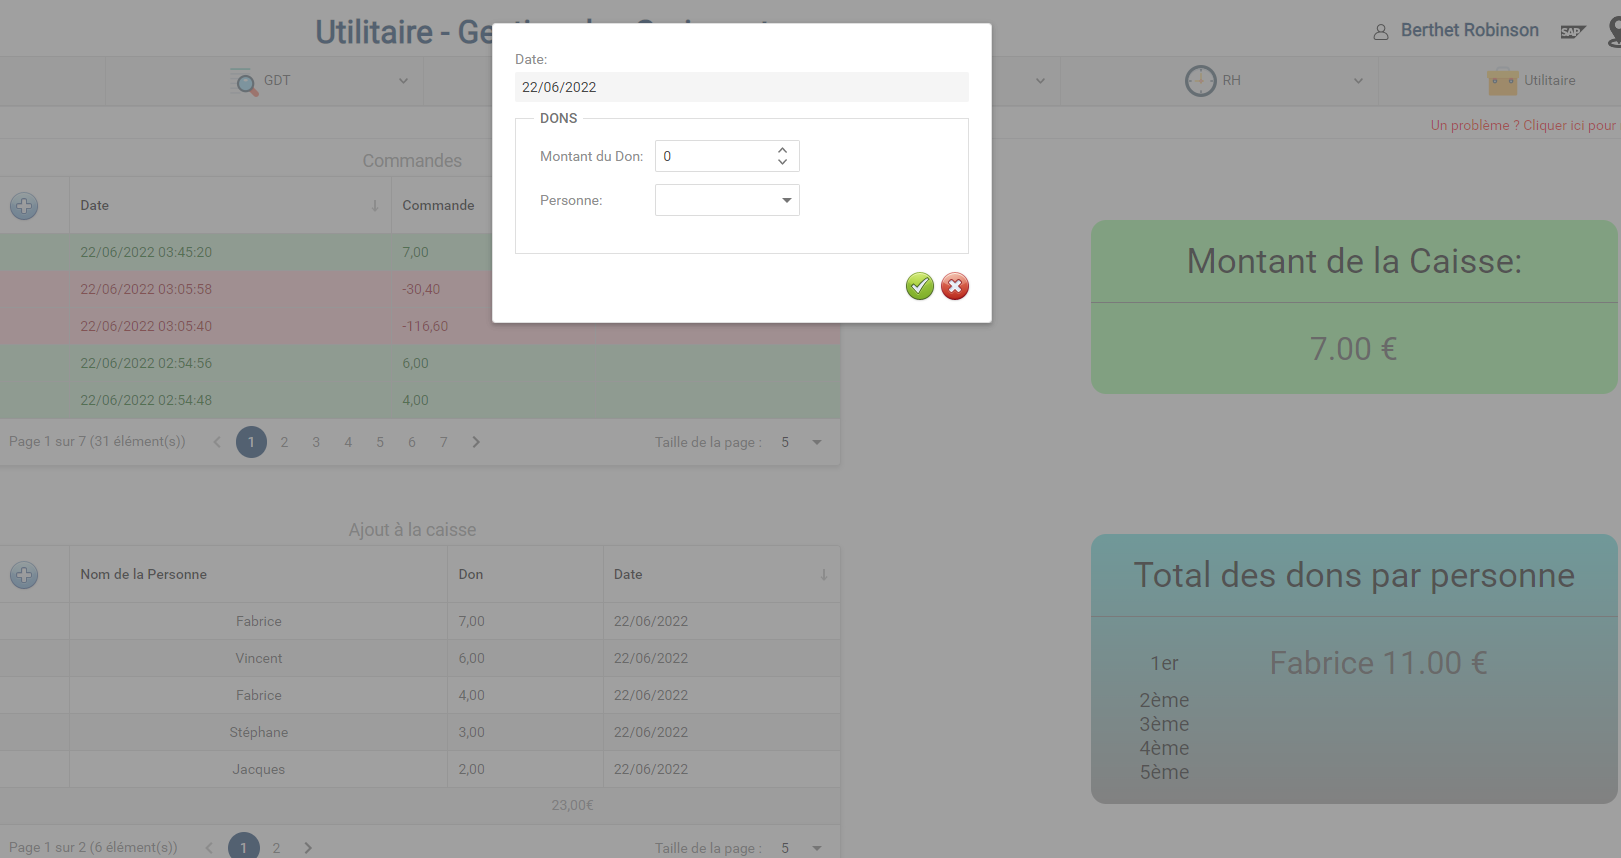 Utilitaire - Ge
Berthet Robinson
SAP
GDT
RH
Utilitaire
Un problème ? Cliquer ici pour
Date:
22/06/2022
DONS
Montant du Don: 0
Personne:
Commandes
Date Commande
22/06/2022 03:45:20 7,00
22/06/2022 03:05:58 -30,40
22/06/2022 03:05:40 -116,60
22/06/2022 02:54:56 6,00
22/06/2022 02:54:48 4,00
Page 1 sur 7 (31 élément(s)) 1 2 3 4 5 6 7 Taille de la page : 5
Montant de la Caisse:
7.00 €
Ajout à la caisse
Nom de la Personne Don Date
Fabrice 7,00 22/06/2022
Vincent 6,00 22/06/2022
Fabrice 4,00 22/06/2022
Stéphane 3,00 22/06/2022
Jacques 2,00 22/06/2022
23,00€
Page 1 sur 2 (6 élément(s)) 1 2 Taille de la page : 5
Total des dons par personne
1er Fabrice 11.00 €
2ème
3ème
4ème
5ème